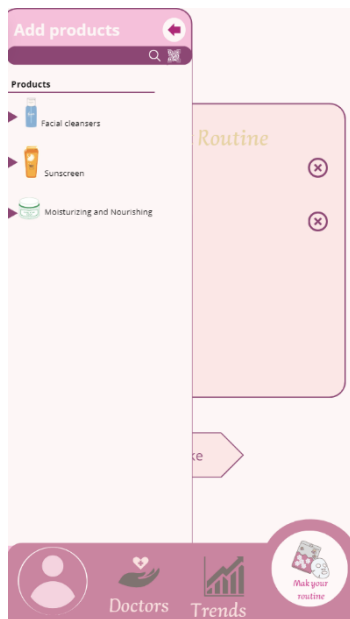 Add products
Products
Routine
Facial cleansers
Sunscreen
Moisturizing and Nourishing
ke
Doctors
Trends
Mak your
routine